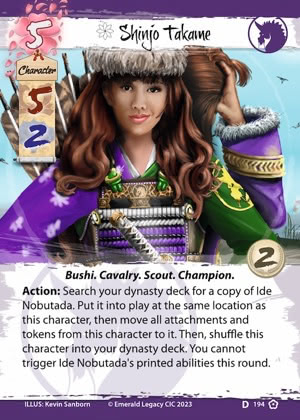 5
Shinjo Takame
Character
5
2
2
Bushi. Cavalry. Scout. Champion.
Action: Search your dynasty deck for a copy of Ide
Nobutada. Put it into play at the same location as
this character, then move all attachments and
tokens from this character to it. Then, shuffle this
character into your dynasty deck. You cannot
trigger Ide Nobutada's printed abilities this round.
ILLUS: Kevin Sanborn © Emerald Legacy CIC 2023 D 194